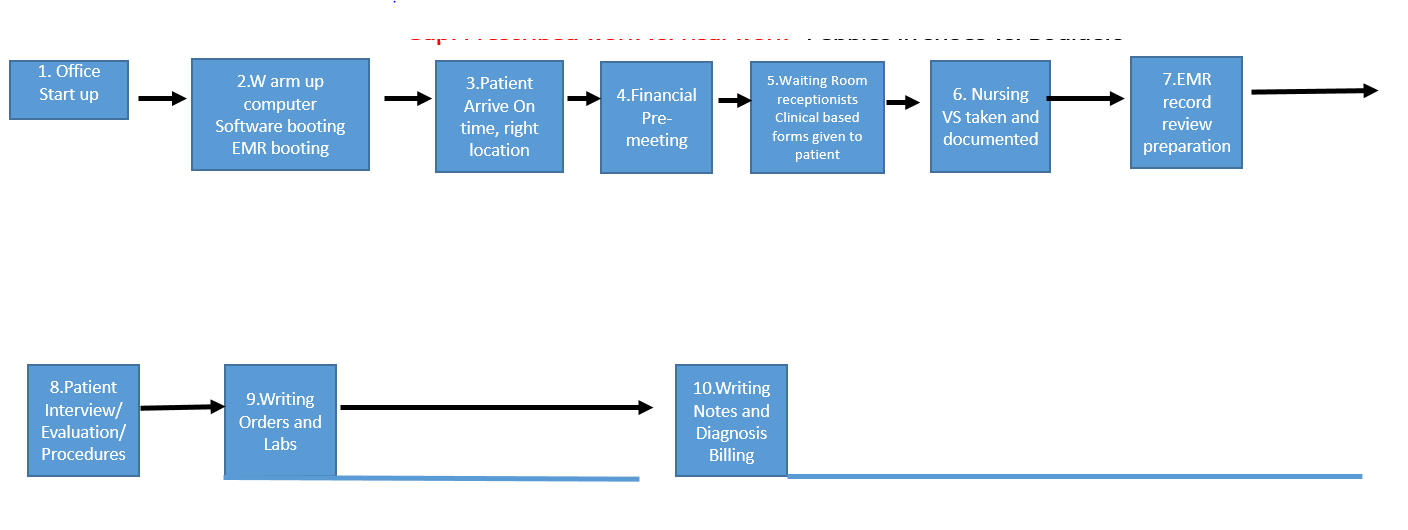 1. Office
Start up
2.W arm up
computer
Software booting
EMR booting
3.Patient
Arrive On
time, right
location
4.Financial
Pre-
meeting
5.Waiting Room
receptionists
Clinical based
forms given to
patient
6. Nursing
VS taken and
documented
7.EMR
record
review
preparation
8.Patient
Interview/
Evaluation/
Procedures
9.Writing
Orders and
Labs
10.Writing
Notes and
Diagnosis
Billing